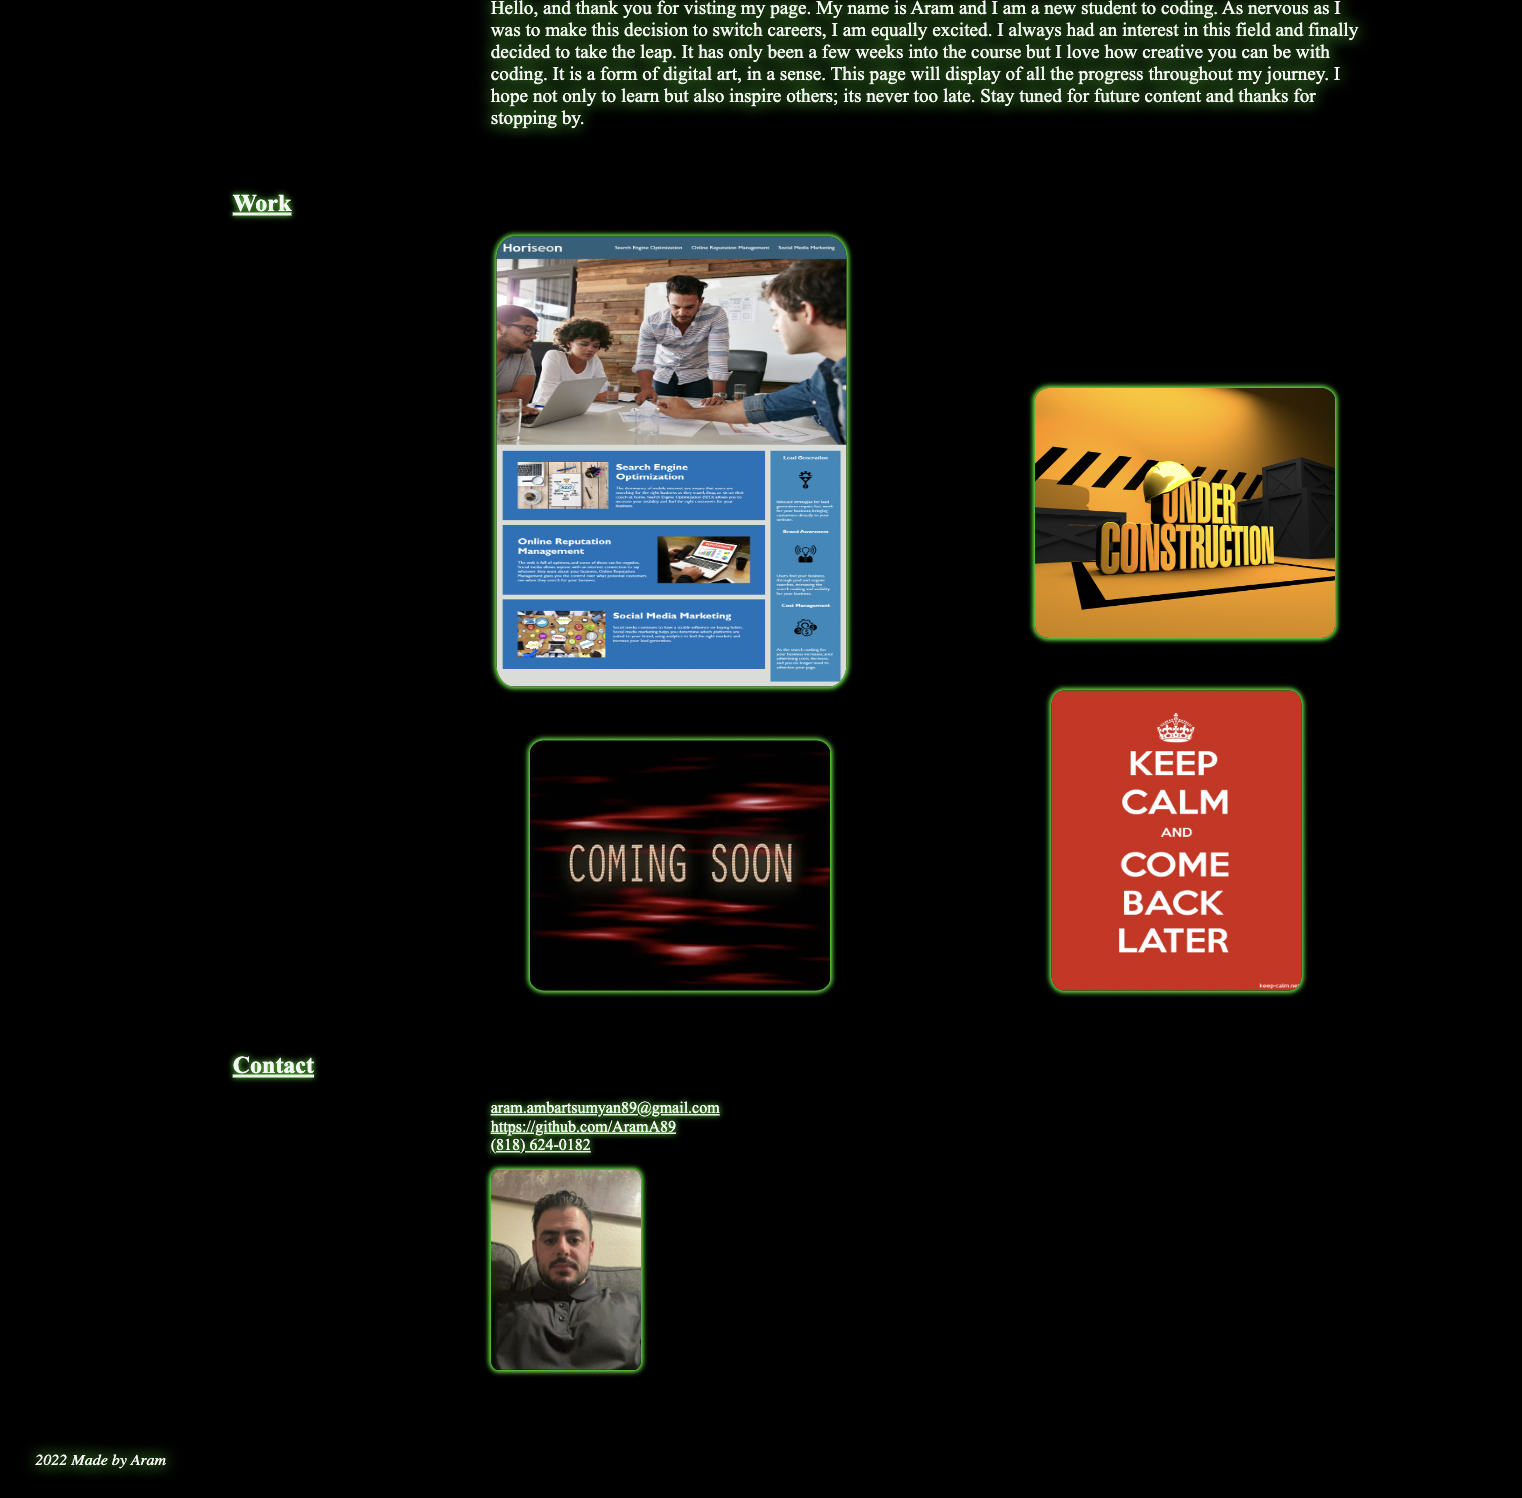 Hello, and thank you for visting my page. My name is Aram and I am a new student to coding. As nervous as I
was to make this decision to switch careers, I am equally excited. I always had an interest in this field and finally
decided to take the leap. It has only been a few weeks into the course but I love how creative you can be with
coding. It is a form of digital art, in a sense. This page will display of all the progress throughout my journey. I
hope not only to learn but also inspire others; its never too late. Stay tuned for future content and thanks for
stopping by.
Work
Horiseon
Search Engine Optimization
Online Reputation Management
Social Media Marketing
Search Engine
Optimization
Online Reputation
Management
Social Media Marketing
Lead Generation
Brand Awareness
Cost Management
UNDER
CONSTRUCTION
COMING SOON
KEEP
CALM
AND
COME
BACK
LATER
keep-calm.net
Contact
aram.ambartsumyan89@gmail.com
https://github.com/AramA89
(818) 624-0182
2022 Made by Aram